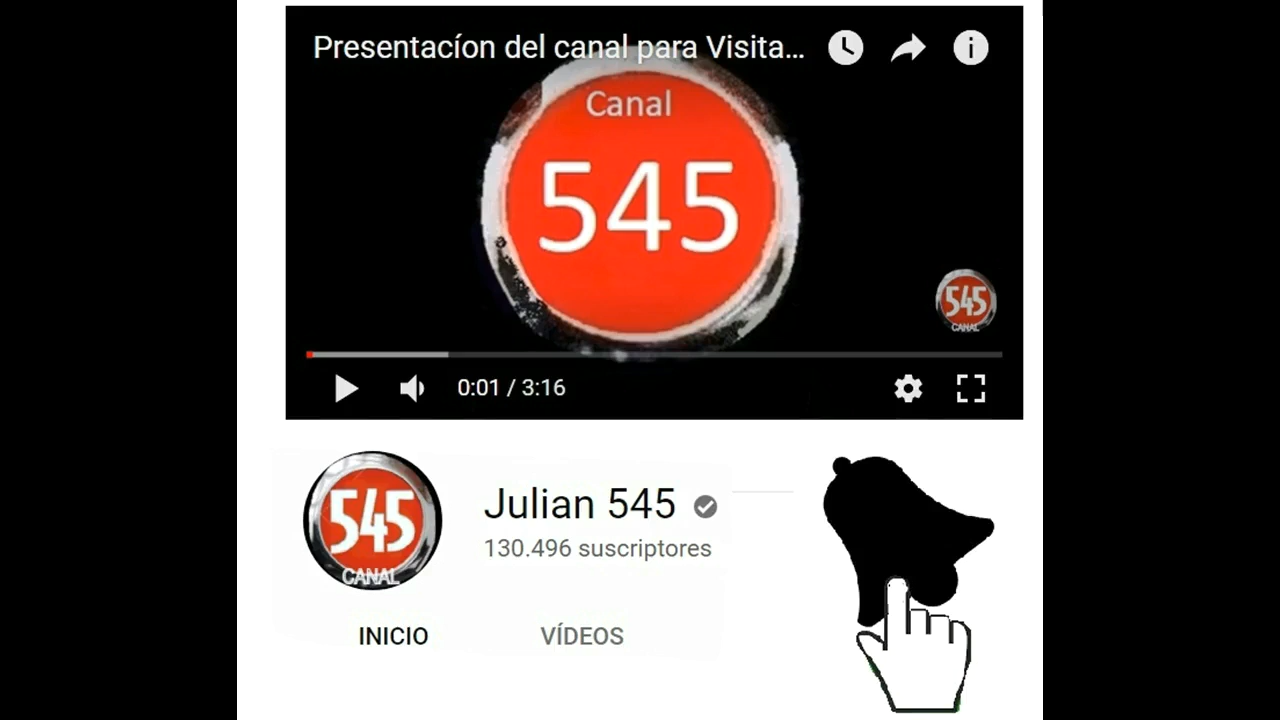 Presentacíon del canal para Visita...
Canal
545
545
CANAL
0:01 / 3:16
545
CANAL
Julian 545
130.496 suscriptores
INICIO
VÍDEOS